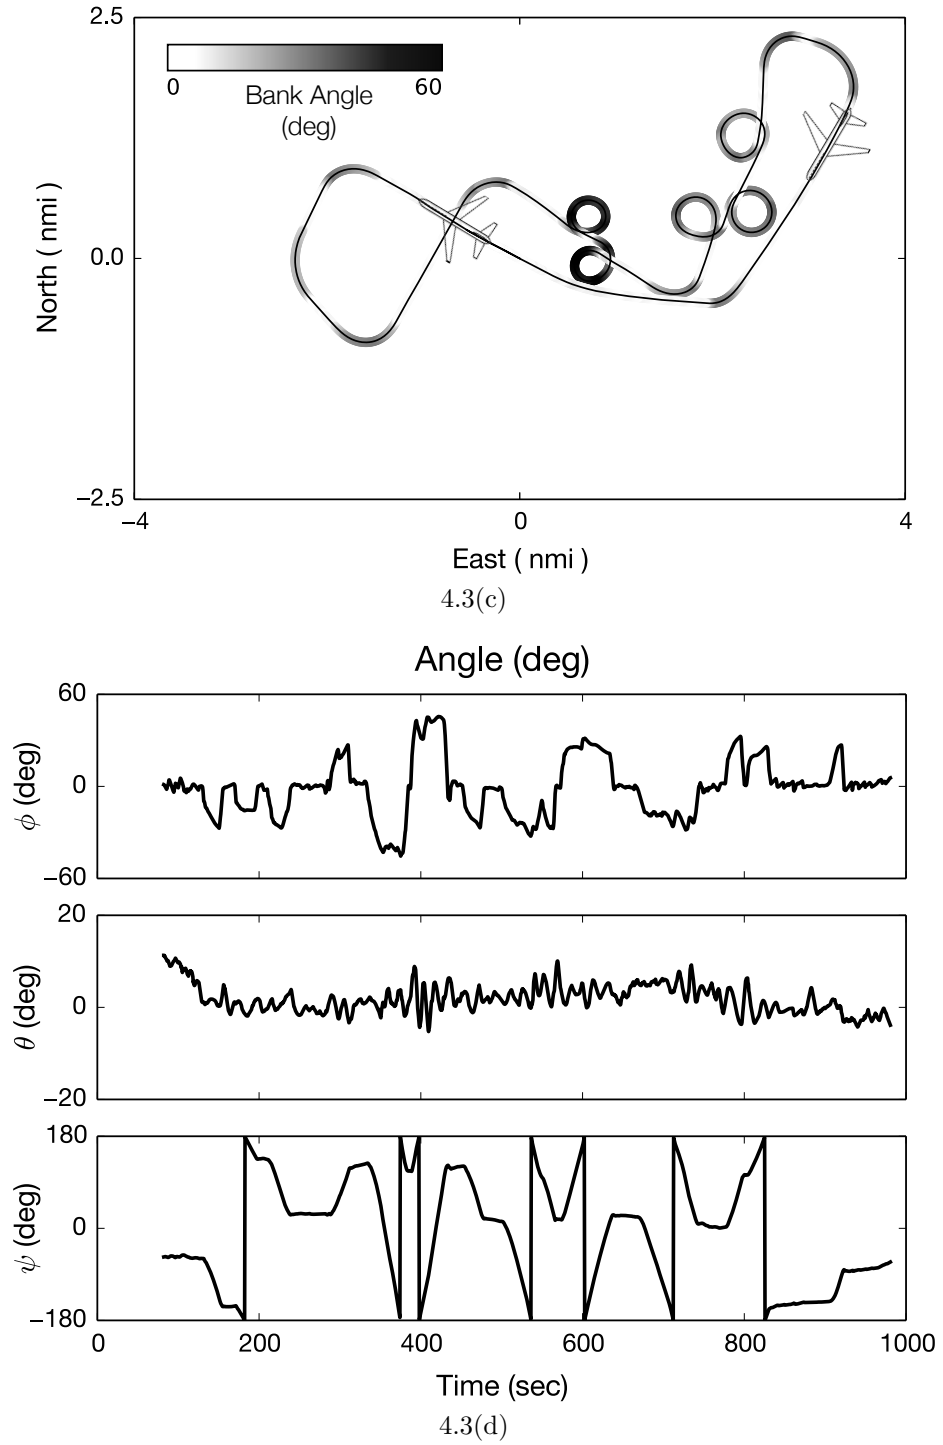 2.5
0 60
Bank Angle
(deg)
North ( nmi )
0.0
−2.5
−4 0 4
East ( nmi )
4.3(c)
Angle (deg)
60
0
−60
ϕ (deg)
20
0
−20
θ (deg)
180
0
−180
ψ (deg)
0 200 400 600 800 1000
Time (sec)
4.3(d)